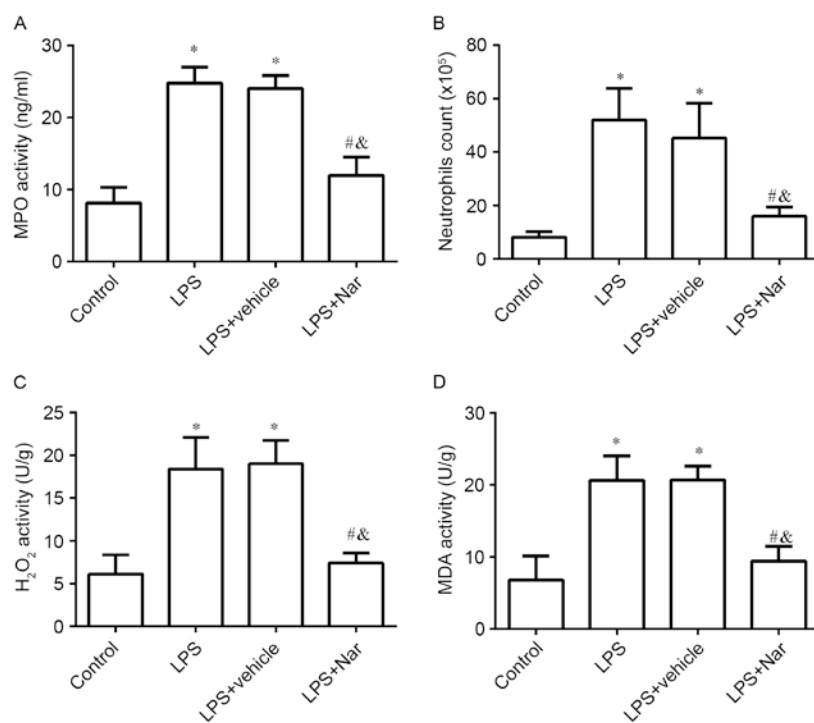 A
MPO activity (ng/ml)
30
20
10
0
*
*
#&
Control
LPS
LPS+vehicle
LPS+Nar
B
Neutrophils count (x10⁵)
80
60
40
20
0
*
*
#&
Control
LPS
LPS+vehicle
LPS+Nar
C
H₂O₂ activity (U/g)
25
20
15
10
5
0
*
*
#&
Control
LPS
LPS+vehicle
LPS+Nar
D
MDA activity (U/g)
30
20
10
0
*
*
#&
Control
LPS
LPS+vehicle
LPS+Nar